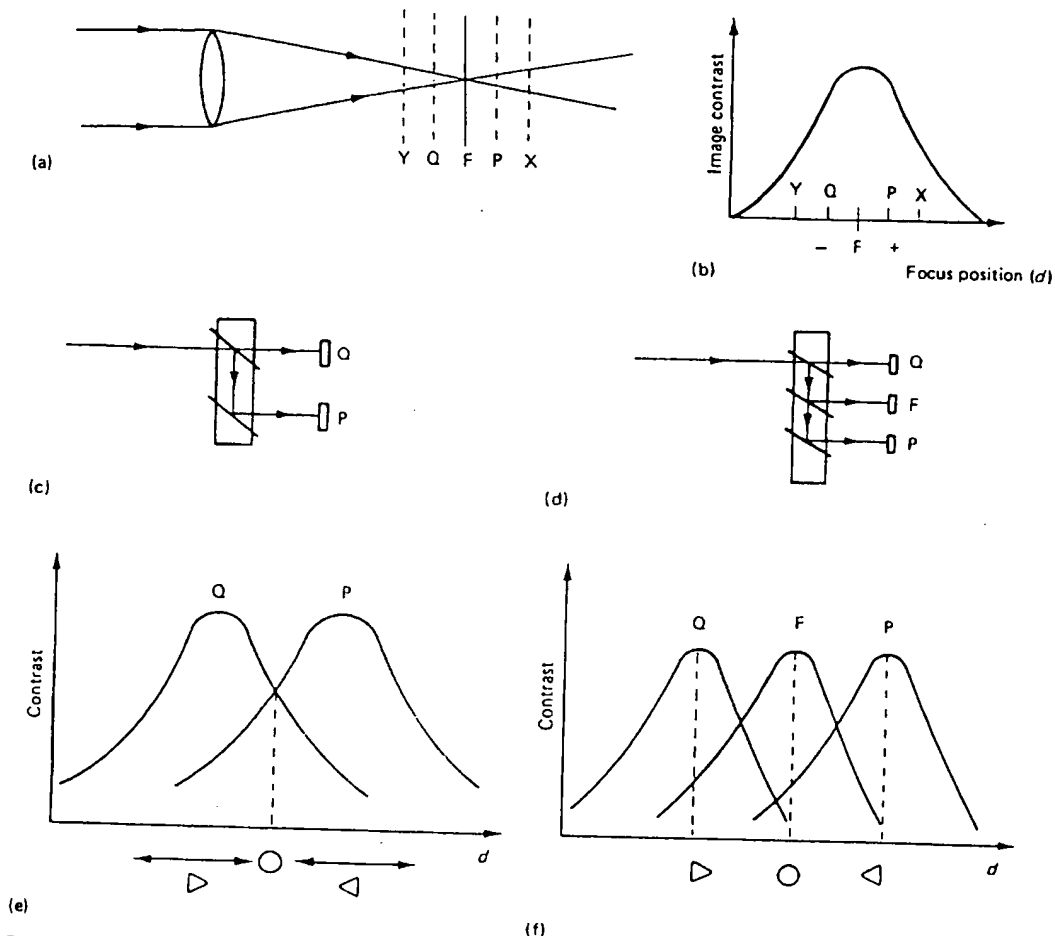 Y Q F P X
(a)
Image contrast
Y Q P X
− F +
(b)
Focus position (d)
Q
P
(c)
Q
F
P
(d)
Contrast
Q P
d
(e)
Contrast
Q F P
d
(f)